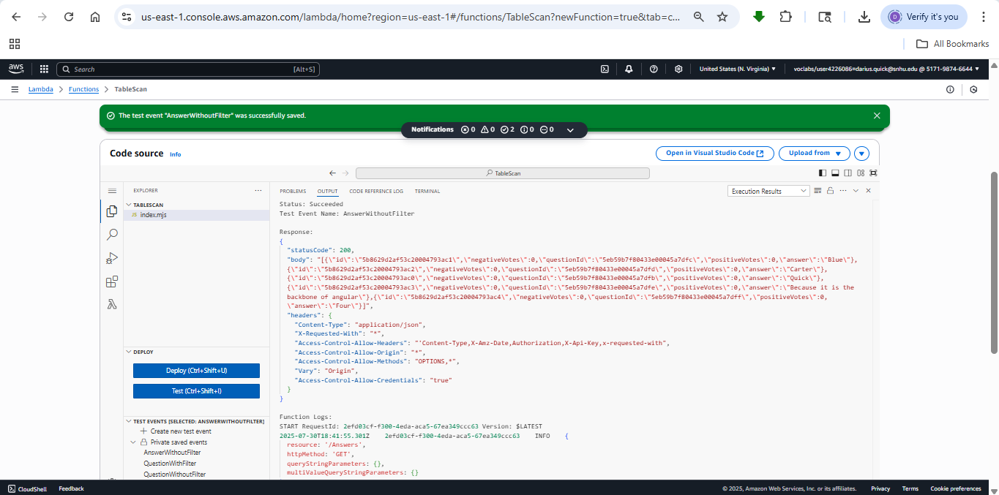 us-east-1.console.aws.amazon.com/lambda/home?region=us-east-1#/functions/TableScan?newFunction=true&tab=c...
D Verify it's you
All Bookmarks
aws Search [Alt+S] United States (N. Virginia) ▼ voclabs/user4226086=darius.quick@snhu.edu @ 5171-9874-6644 ▼
Lambda > Functions > TableScan
The test event "AnswerWithoutFilter" was successfully saved.
Notifications 0 0 2 0 0
Code source Info Open in Visual Studio Code Upload from ▼
TableScan
EXPLORER ... PROBLEMS OUTPUT CODE REFERENCE LOG TERMINAL Execution Results
TABLESCAN
JS index.mjs
Status: Succeeded
Test Event Name: AnswerWithoutFilter
Response:
{
"statusCode": 200,
"body": "[{\"id\":\"5b8629d2af53c20004793ac1\",\"negativeVotes\":0,\"questionId\":\"5eb59b7f80433e00045a7dfc\",\"positiveVotes\":0,\"answer\":\"Blue\"},
{\"id\":\"5b8629d2af53c20004793ac2\",\"negativeVotes\":0,\"questionId\":\"5eb59b7f80433e00045a7dfd\",\"positiveVotes\":0,\"answer\":\"Carter\"},
{\"id\":\"5b8629d2af53c20004793ac0\",\"negativeVotes\":0,\"questionId\":\"5eb59b7f80433e00045a7dfb\",\"positiveVotes\":0,\"answer\":\"Quick\"},
{\"id\":\"5b8629d2af53c20004793ac3\",\"negativeVotes\":0,\"questionId\":\"5eb59b7f80433e00045a7dfe\",\"positiveVotes\":0,\"answer\":\"Because it is the
backbone of angular\"},{\"id\":\"5b8629d2af53c20004793ac4\",\"negativeVotes\":0,\"questionId\":\"5eb59b7f80433e00045a7dff\",\"positiveVotes\":0,
\"answer\":\"Four\"}]",
"headers": {
"Content-Type": "application/json",
"X-Requested-With": "*",
"Access-Control-Allow-Headers": "'Content-Type,X-Amz-Date,Authorization,X-Api-Key,x-requested-with",
"Access-Control-Allow-Origin": "*",
"Access-Control-Allow-Methods": "OPTIONS,*",
"Vary": "Origin",
"Access-Control-Allow-Credentials": "true"
}
}
Function Logs:
START RequestId: 2efd03cf-f300-4eda-aca5-67ea349ccc63 Version: $LATEST
2025-07-30T18:41:55.301Z 2efd03cf-f300-4eda-aca5-67ea349ccc63 INFO {
resource: '/Answers',
httpMethod: 'GET',
queryStringParameters: {},
multiValueQueryStringParameters: {}
DEPLOY
Deploy (Ctrl+Shift+U)
Test (Ctrl+Shift+I)
TEST EVENTS [SELECTED: ANSWERWITHOUTFILTER]
Create new test event
Private saved events
AnswerWithoutFilter
QuestionWithFilter
QuestionWithoutFilter
CloudShell Feedback © 2025, Amazon Web Services, Inc. or its affiliates. Privacy Terms Cookie preferences